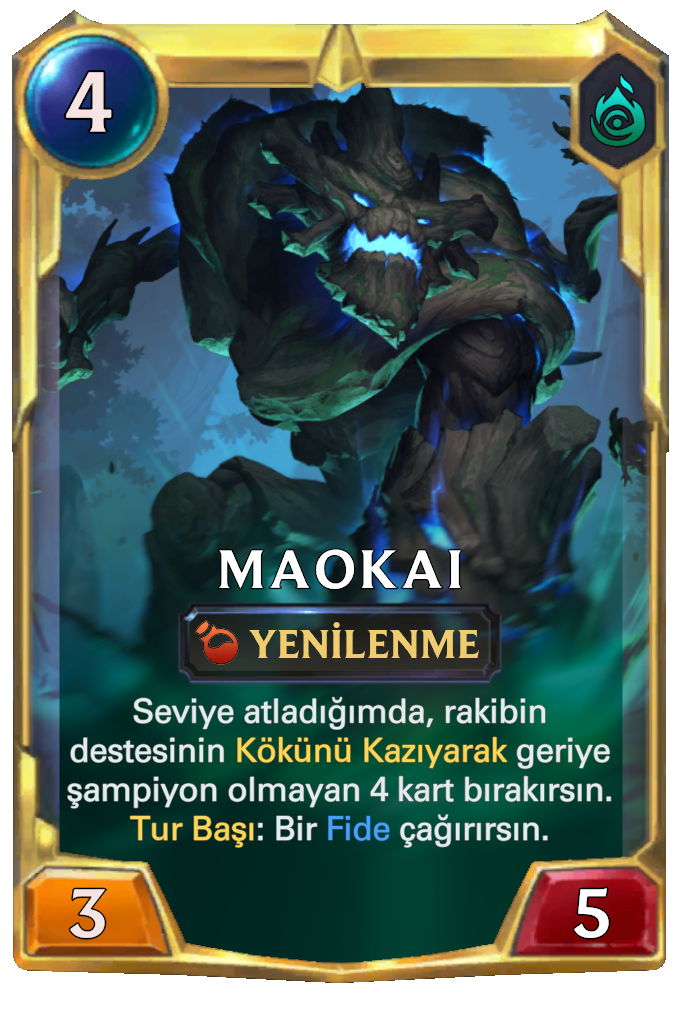 4
MAOKAI
YENİLENME
Seviye atladığımda, rakibin
destesinin Kökünü Kazıyarak geriye
şampiyon olmayan 4 kart bırakırsın.
Tur Başı: Bir Fide çağırırsın.
3
5